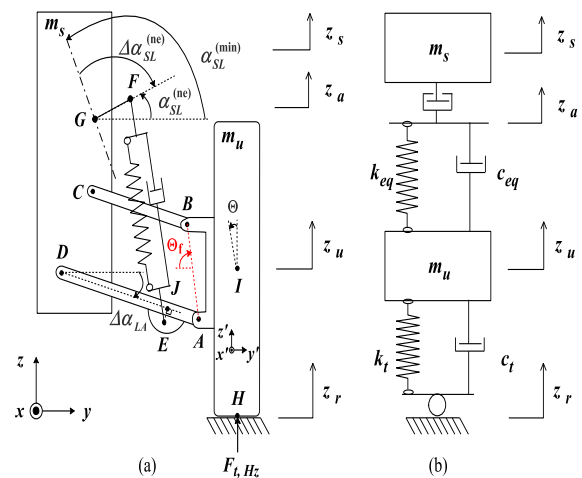 m_s
Δα_SL^(ne)
α_SL^(min)
F
α_SL^(ne)
G
m_u
C
B
Θ
Θ_f
D
J
I
Δα_LA
E
A
z'
x'
y'
z
x
y
H
F_t, Hz
z_s
z_a
z_u
z_r
(a)
m_s
z_s
z_a
k_eq
c_eq
z_u
m_u
k_t
c_t
z_r
(b)